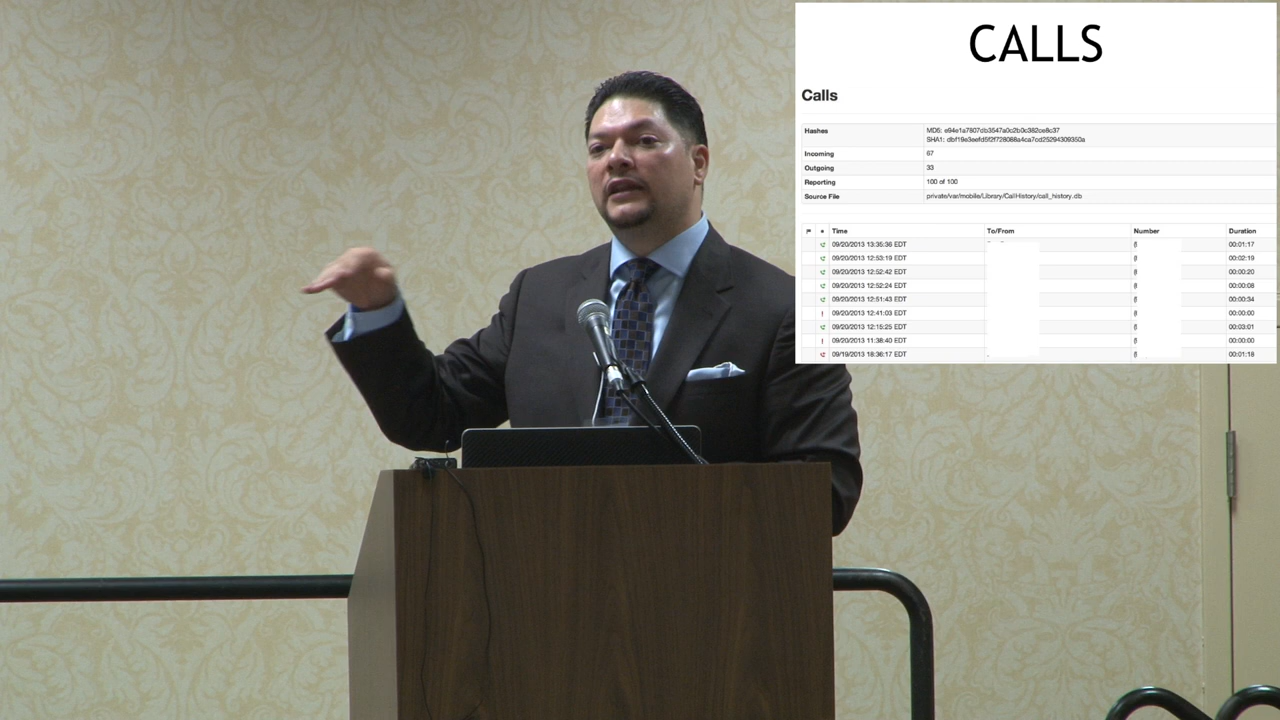 CALLS
Calls
Hashes MD5: e94e1a7807db3547a0c2b0c382ce8c37
SHA1: dbf19e3eefd5f2f728088a4ca7cd25294309350a
Incoming 67
Outgoing 33
Reporting 100 of 100
Source File private/var/mobile/Library/CallHistory/call_history.db
Time To/From Number Duration
09/20/2013 13:35:36 EDT ( 00:01:17
09/20/2013 12:53:19 EDT ( 00:02:19
09/20/2013 12:52:42 EDT ( 00:00:20
09/20/2013 12:52:24 EDT ( 00:00:08
09/20/2013 12:51:43 EDT ( 00:00:34
! 09/20/2013 12:41:03 EDT ( 00:00:00
09/20/2013 12:15:25 EDT ( 00:03:01
! 09/20/2013 11:38:40 EDT ( 00:00:00
09/19/2013 18:36:17 EDT ( 00:01:18